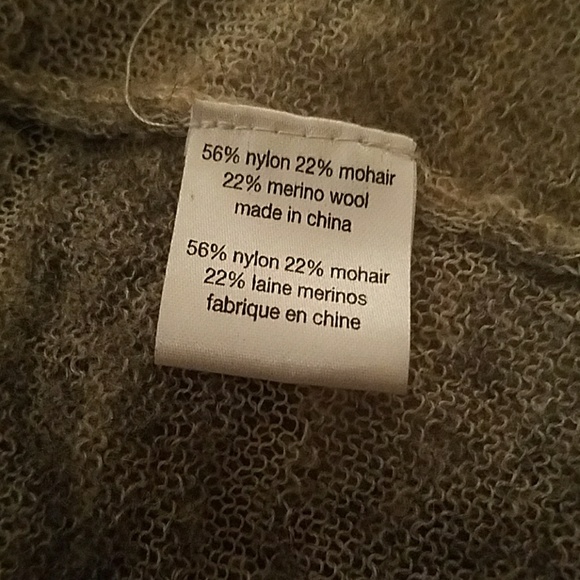 56% nylon 22% mohair
22% merino wool
made in china
56% nylon 22% mohair
22% laine merinos
fabrique en chine